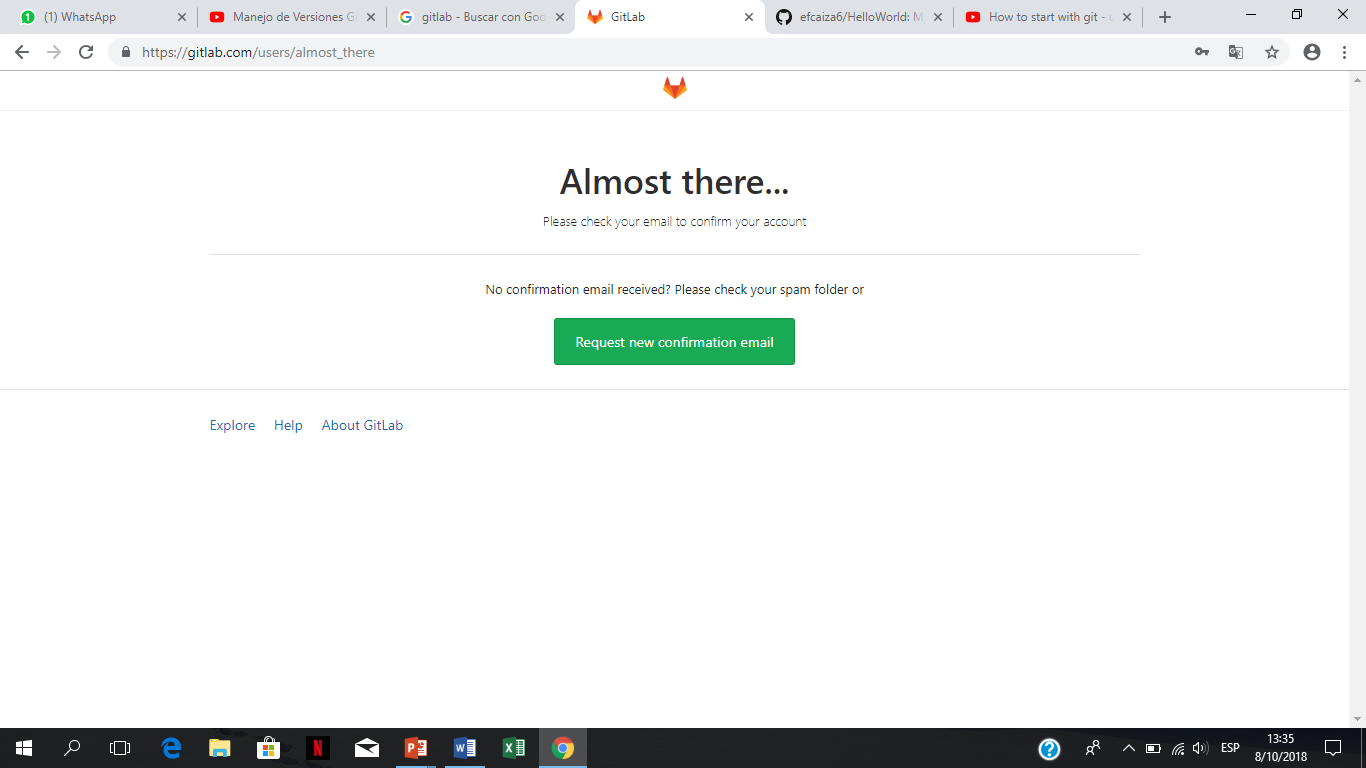 (1) WhatsApp
Manejo de Versiones Gi
gitlab - Buscar con Goo
GitLab
efcaiza6/HelloWorld: M
How to start with git - u
https://gitlab.com/users/almost_there
Almost there...
Please check your email to confirm your account
No confirmation email received? Please check your spam folder or
Request new confirmation email
Explore Help About GitLab
ESP
13:35
8/10/2018